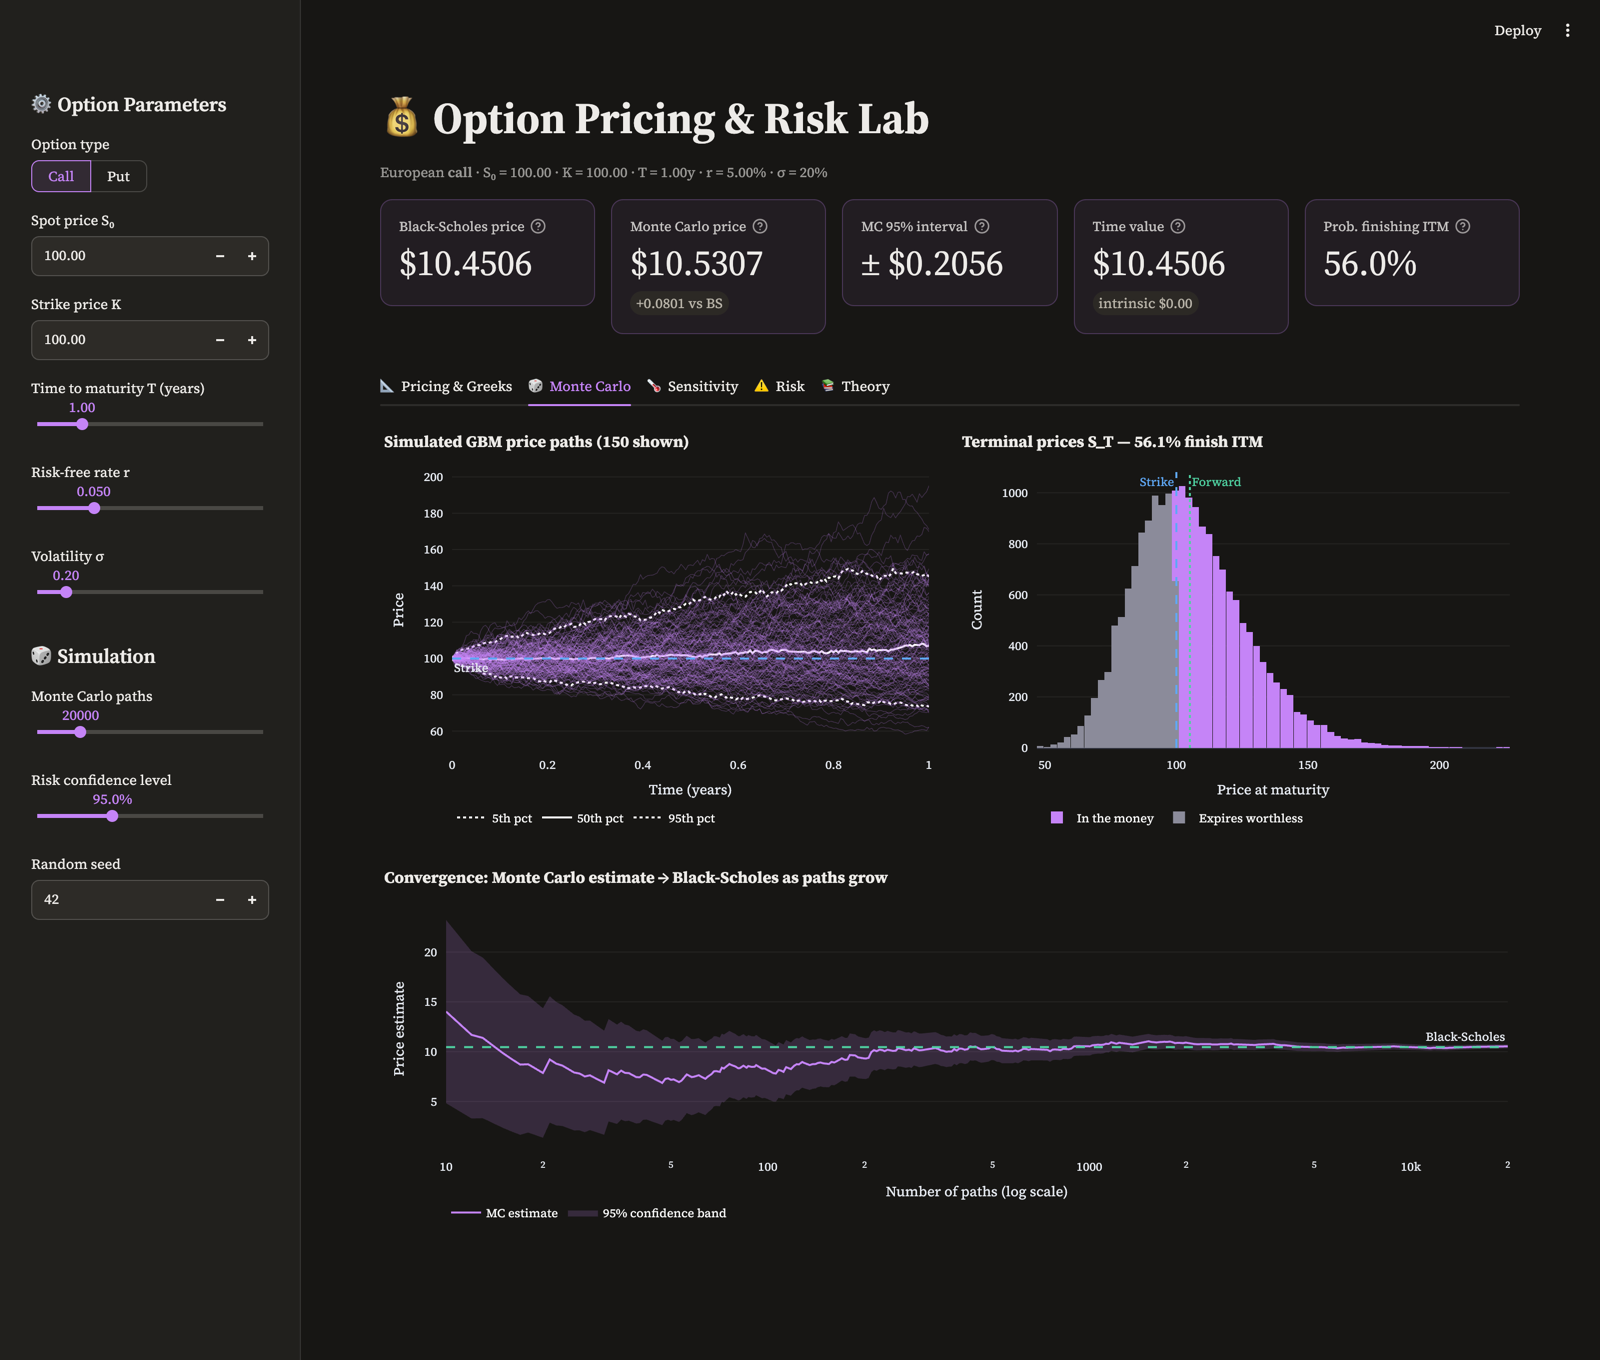 Deploy
Option Parameters
Option type
Call Put
Spot price S₀
100.00
Strike price K
100.00
Time to maturity T (years)
1.00
Risk-free rate r
0.050
Volatility σ
0.20
Simulation
Monte Carlo paths
20000
Risk confidence level
95.0%
Random seed
42
Option Pricing & Risk Lab
European call · S₀ = 100.00 · K = 100.00 · T = 1.00y · r = 5.00% · σ = 20%
Black-Scholes price
$10.4506
Monte Carlo price
$10.5307
+0.0801 vs BS
MC 95% interval
± $0.2056
Time value
$10.4506
intrinsic $0.00
Prob. finishing ITM
56.0%
Pricing & Greeks Monte Carlo Sensitivity Risk Theory
Simulated GBM price paths (150 shown)
Price
200
180
160
140
120
100
80
60
Strike
0 0.2 0.4 0.6 0.8 1
Time (years)
5th pct 50th pct 95th pct
Terminal prices S_T — 56.1% finish ITM
Strike Forward
Count
1000
800
600
400
200
0
50 100 150 200
Price at maturity
In the money Expires worthless
Convergence: Monte Carlo estimate → Black-Scholes as paths grow
Price estimate
20
15
10
5
Black-Scholes
10 2 5 100 2 5 1000 2 5 10k 2
Number of paths (log scale)
MC estimate 95% confidence band